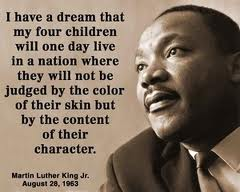 I have a dream that
my four children
will one day live
in a nation where
they will not be
judged by the color
of their skin but
by the content
of their
character.
Martin Luther King Jr.
August 28, 1963